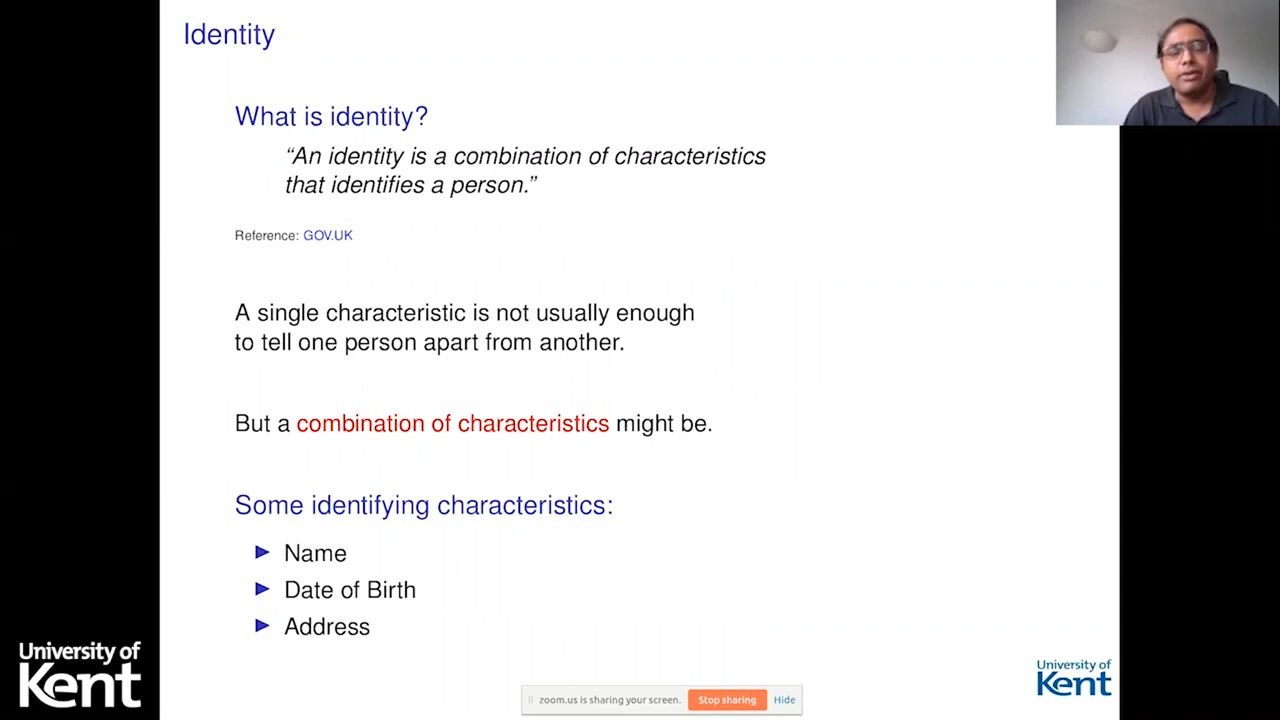 Identity
What is identity?
“An identity is a combination of characteristics
that identifies a person.”
Reference: GOV.UK
A single characteristic is not usually enough
to tell one person apart from another.
But a combination of characteristics might be.
Some identifying characteristics:
Name
Date of Birth
Address
University of
Kent
University of
Kent
zoom.us is sharing your screen. Stop sharing Hide